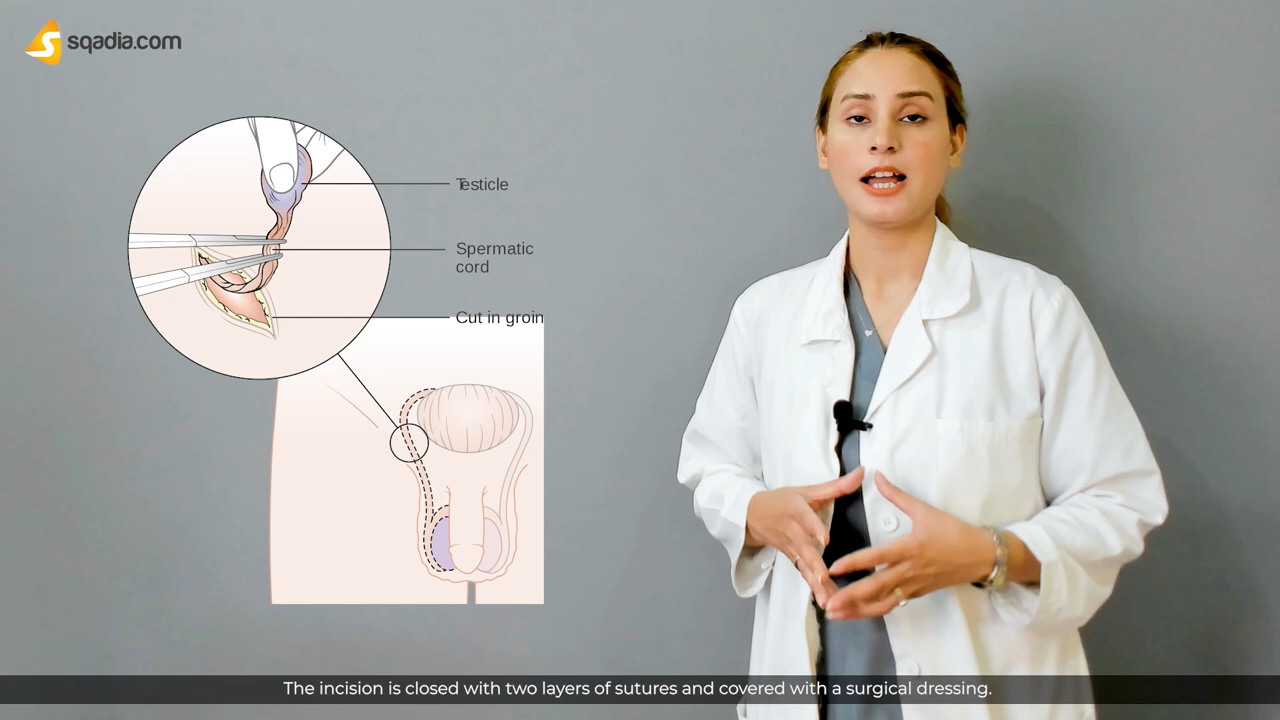 sqadia.com
Testicle
Spermatic
cord
Cut in groin
The incision is closed with two layers of sutures and covered with a surgical dressing.